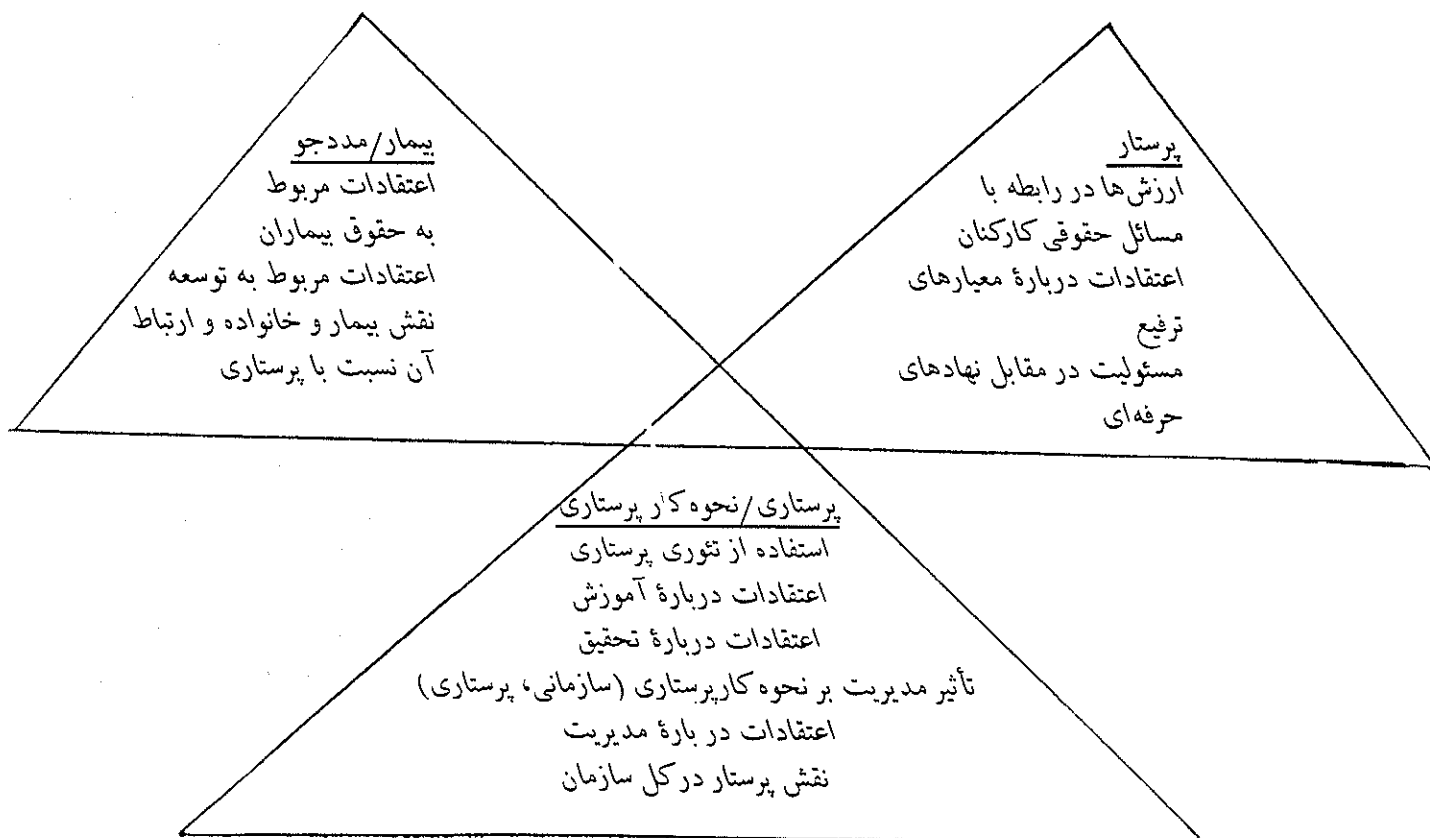 پرستار
ارزش‌ها در رابطه با
مسائل حقوقی کارکنان
اعتقادات دربارهٔ معیارهای
ترفیع
مسئولیت در مقابل نهادهای
حرفه‌ای
بیمار/مددجو
اعتقادات مربوط
به حقوق بیماران
اعتقادات مربوط به توسعه
نقش بیمار و خانواده و ارتباط
آن نسبت با پرستاری
پرستاری/نحوه کار پرستاری
استفاده از تئوری پرستاری
اعتقادات دربارهٔ آموزش
اعتقادات دربارهٔ تحقیق
تأثیر مدیریت بر نحوه کارپرستاری (سازمانی، پرستاری)
اعتقادات در بارهٔ مدیریت
نقش پرستار در کل سازمان